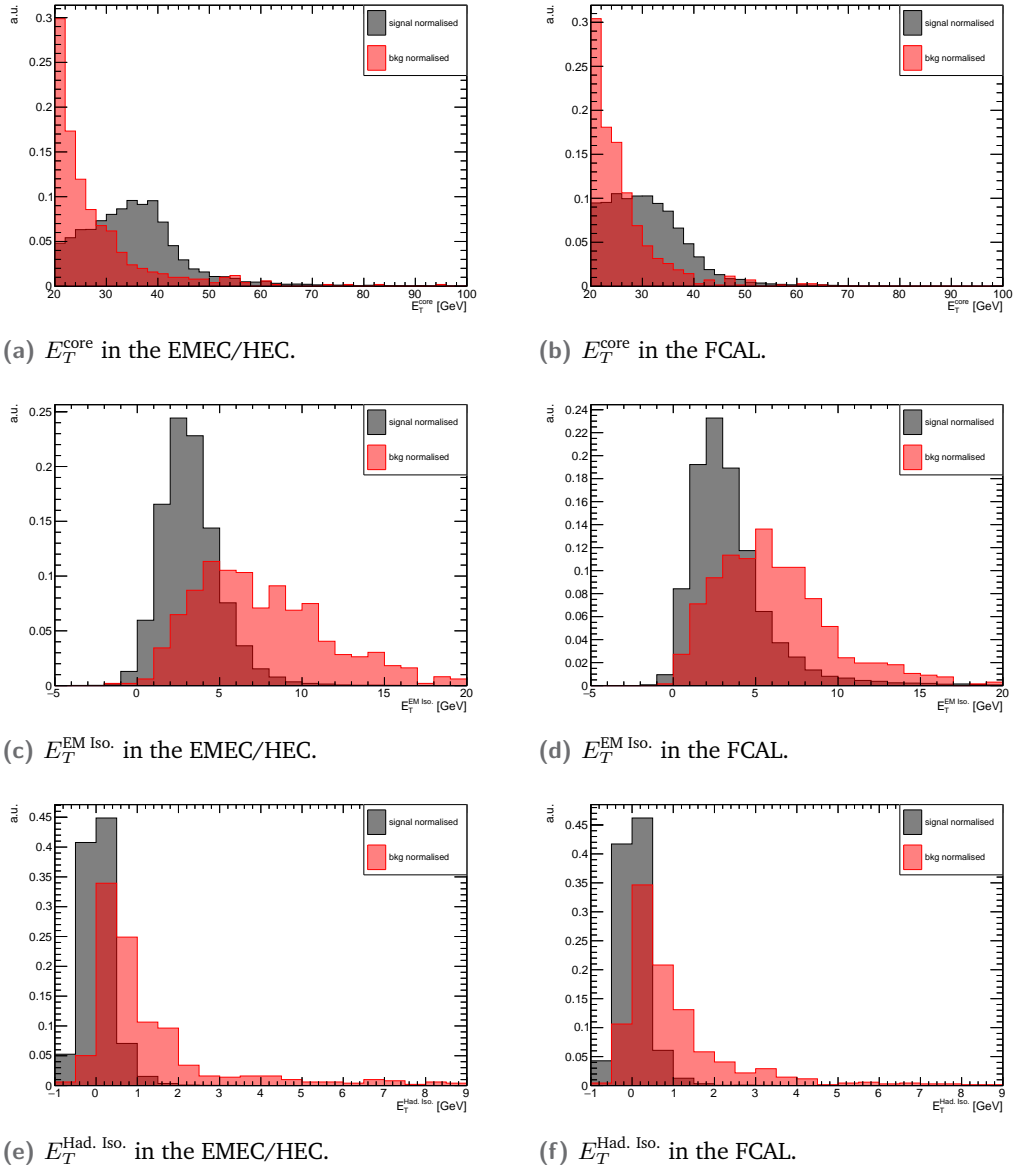 a.u.
0.3
0.25
0.2
0.15
0.1
0.05
0
20 30 40 50 60 70 80 90 100
E_T^core [GeV]
signal normalised
bkg normalised
(a) E_T^core in the EMEC/HEC.
a.u.
0.3
0.25
0.2
0.15
0.1
0.05
0
20 30 40 50 60 70 80 90 100
E_T^core [GeV]
signal normalised
bkg normalised
(b) E_T^core in the FCAL.
a.u.
0.25
0.2
0.15
0.1
0.05
0
−5 0 5 10 15 20
E_T^EM Iso. [GeV]
signal normalised
bkg normalised
(c) E_T^EM Iso. in the EMEC/HEC.
a.u.
0.24
0.22
0.2
0.18
0.16
0.14
0.12
0.1
0.08
0.06
0.04
0.02
0
−5 0 5 10 15 20
E_T^EM Iso. [GeV]
signal normalised
bkg normalised
(d) E_T^EM Iso. in the FCAL.
a.u.
0.45
0.4
0.35
0.3
0.25
0.2
0.15
0.1
0.05
0
−1 0 1 2 3 4 5 6 7 8 9
E_T^Had. Iso. [GeV]
signal normalised
bkg normalised
(e) E_T^Had. Iso. in the EMEC/HEC.
a.u.
0.45
0.4
0.35
0.3
0.25
0.2
0.15
0.1
0.05
0
−1 0 1 2 3 4 5 6 7 8 9
E_T^Had. Iso. [GeV]
signal normalised
bkg normalised
(f) E_T^Had. Iso. in the FCAL.